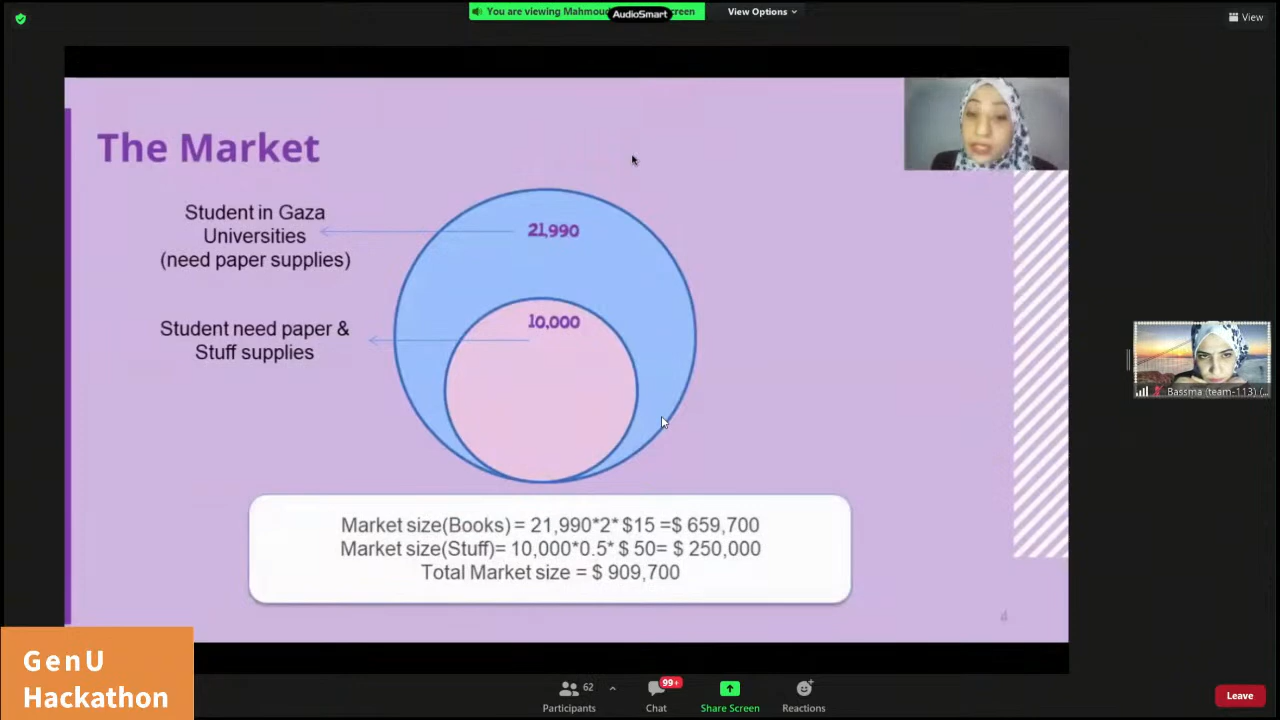 You are viewing Mahmoud
AudioSmart
screen
View Options
View
The Market
Student in Gaza
Universities
(need paper supplies)
21,990
Student need paper &
Stuff supplies
10,000
Bassma (team-113) (...
Market size(Books) = 21,990*2* $15 =$ 659,700
Market size(Stuff)= 10,000*0.5* $ 50= $ 250,000
Total Market size = $ 909,700
4
GenU
Hackathon
62
99+
Participants
Chat
Share Screen
Reactions
Leave